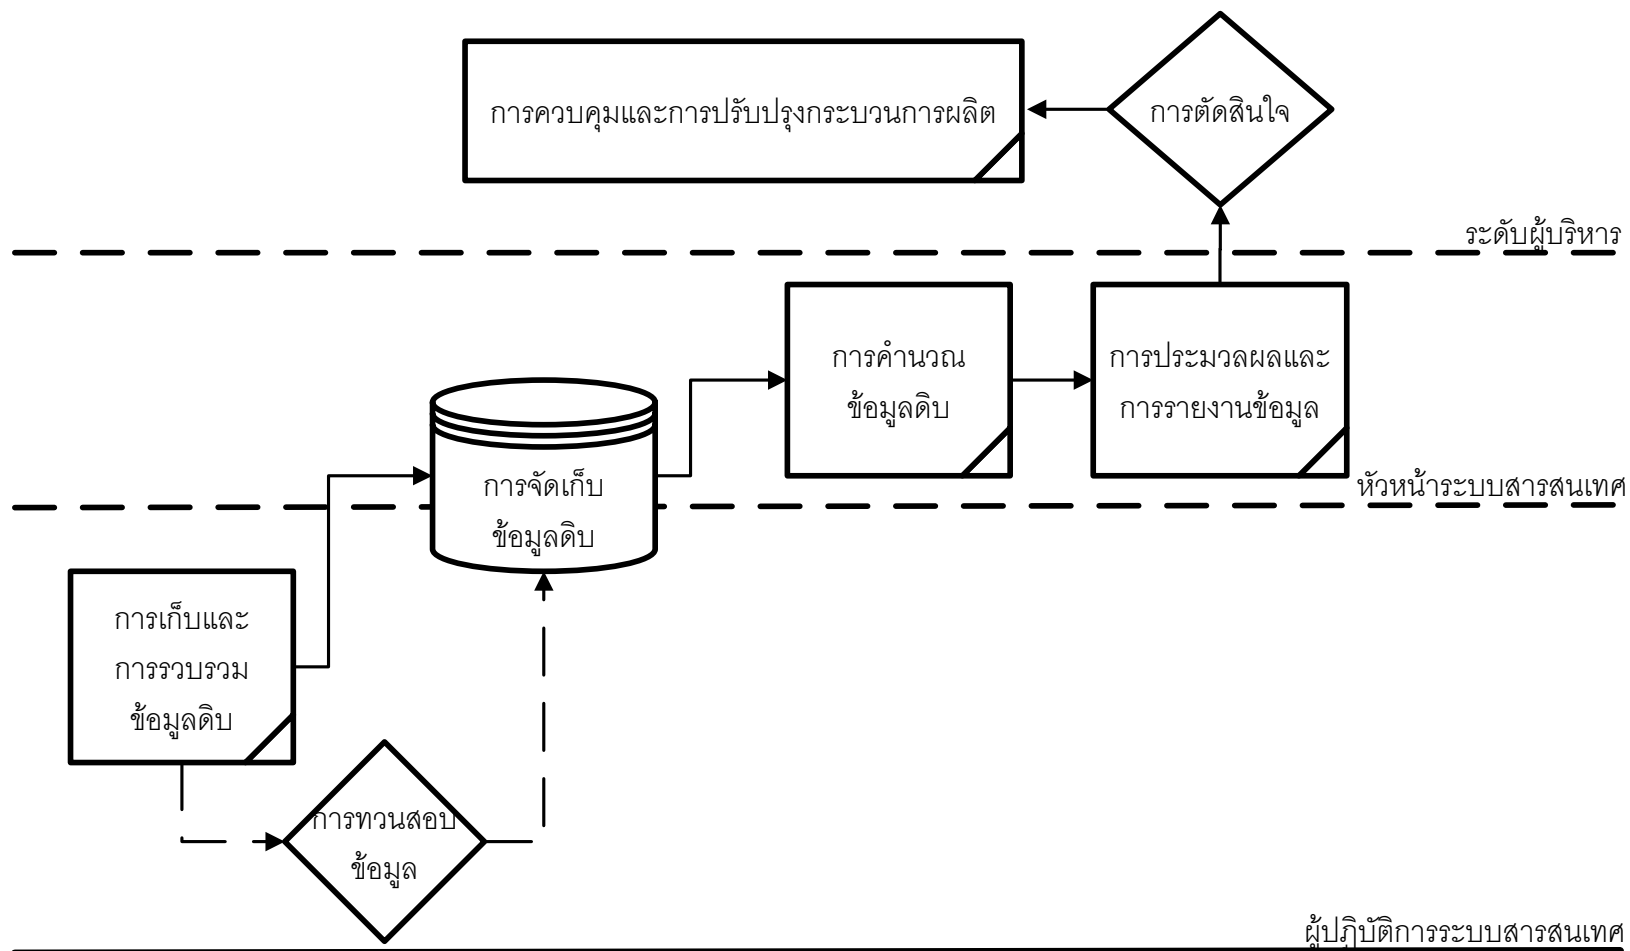 การควบคุมและการปรับปรุงกระบวนการผลิต
การตัดสินใจ
ระดับผู้บริหาร
การคำนวณ
ข้อมูลดิบ
การประมวลผลและ
การรายงานข้อมูล
การจัดเก็บ
ข้อมูลดิบ
หัวหน้าระบบสารสนเทศ
การเก็บและ
การรวบรวม
ข้อมูลดิบ
การทวนสอบ
ข้อมูล
ผู้ปฏิบัติการระบบสารสนเทศ